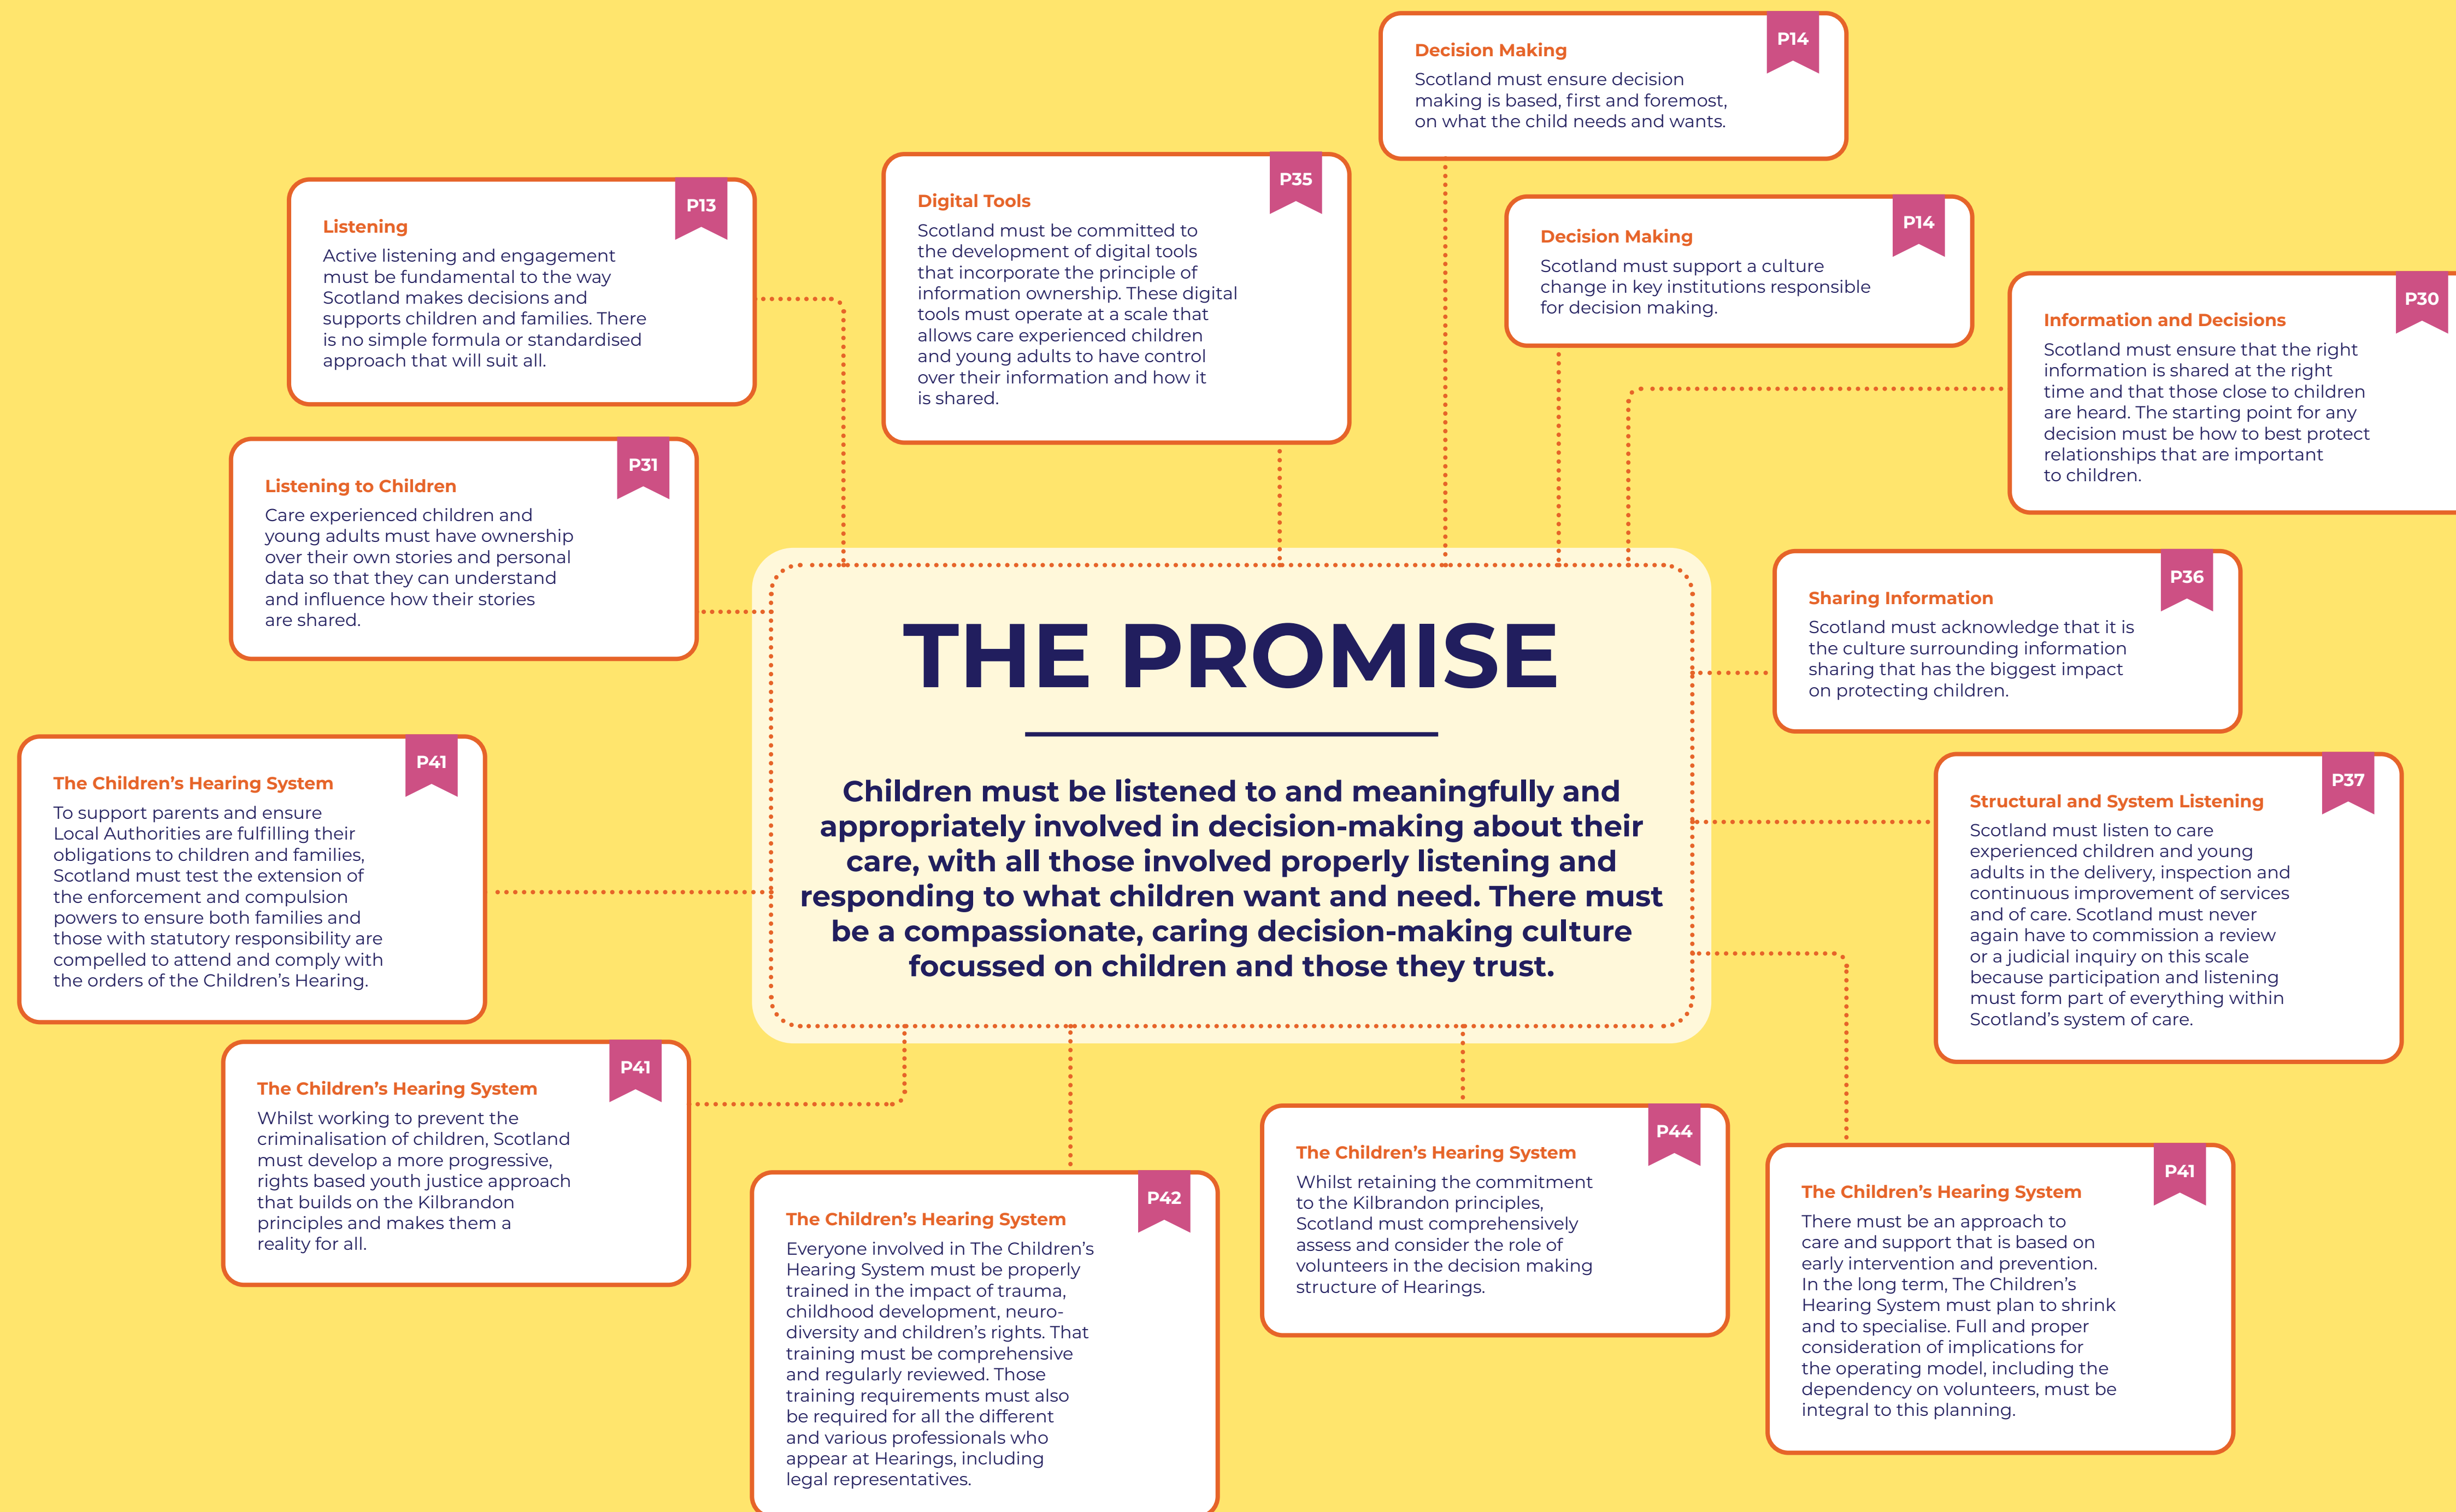 Decision Making
P14
Scotland must ensure decision
making is based, first and foremost,
on what the child needs and wants.
Listening
P13
Active listening and engagement
must be fundamental to the way
Scotland makes decisions and
supports children and families. There
is no simple formula or standardised
approach that will suit all.
Digital Tools
P35
Scotland must be committed to
the development of digital tools
that incorporate the principle of
information ownership. These digital
tools must operate at a scale that
allows care experienced children
and young adults to have control
over their information and how it
is shared.
Decision Making
P14
Scotland must support a culture
change in key institutions responsible
for decision making.
Information and Decisions
P30
Scotland must ensure that the right
information is shared at the right
time and that those close to children
are heard. The starting point for any
decision must be how to best protect
relationships that are important
to children.
Listening to Children
P31
Care experienced children and
young adults must have ownership
over their own stories and personal
data so that they can understand
and influence how their stories
are shared.
THE PROMISE
Children must be listened to and meaningfully and
appropriately involved in decision-making about their
care, with all those involved properly listening and
responding to what children want and need. There must
be a compassionate, caring decision-making culture
focussed on children and those they trust.
Sharing Information
P36
Scotland must acknowledge that it is
the culture surrounding information
sharing that has the biggest impact
on protecting children.
The Children's Hearing System
P41
To support parents and ensure
Local Authorities are fulfilling their
obligations to children and families,
Scotland must test the extension of
the enforcement and compulsion
powers to ensure both families and
those with statutory responsibility are
compelled to attend and comply with
the orders of the Children's Hearing.
Structural and System Listening
P37
Scotland must listen to care
experienced children and young
adults in the delivery, inspection and
continuous improvement of services
and of care. Scotland must never
again have to commission a review
or a judicial inquiry on this scale
because participation and listening
must form part of everything within
Scotland's system of care.
The Children's Hearing System
P41
Whilst working to prevent the
criminalisation of children, Scotland
must develop a more progressive,
rights based youth justice approach
that builds on the Kilbrandon
principles and makes them a
reality for all.
The Children's Hearing System
P42
Everyone involved in The Children's
Hearing System must be properly
trained in the impact of trauma,
childhood development, neuro-
diversity and children's rights. That
training must be comprehensive
and regularly reviewed. Those
training requirements must also
be required for all the different
and various professionals who
appear at Hearings, including
legal representatives.
The Children's Hearing System
P44
Whilst retaining the commitment
to the Kilbrandon principles,
Scotland must comprehensively
assess and consider the role of
volunteers in the decision making
structure of Hearings.
The Children's Hearing System
P41
There must be an approach to
care and support that is based on
early intervention and prevention.
In the long term, The Children's
Hearing System must plan to shrink
and to specialise. Full and proper
consideration of implications for
the operating model, including the
dependency on volunteers, must be
integral to this planning.